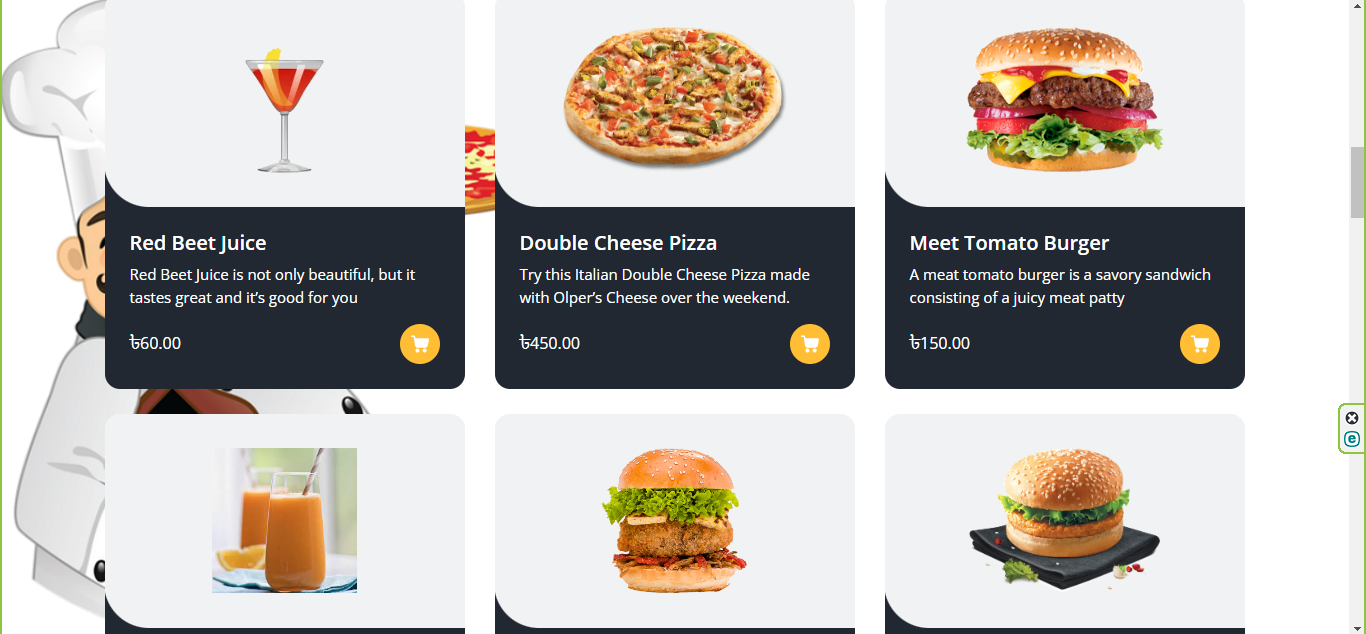 Red Beet Juice
Red Beet Juice is not only beautiful, but it
tastes great and it’s good for you
৳60.00
Double Cheese Pizza
Try this Italian Double Cheese Pizza made
with Olper’s Cheese over the weekend.
৳450.00
Meet Tomato Burger
A meat tomato burger is a savory sandwich
consisting of a juicy meat patty
৳150.00
e